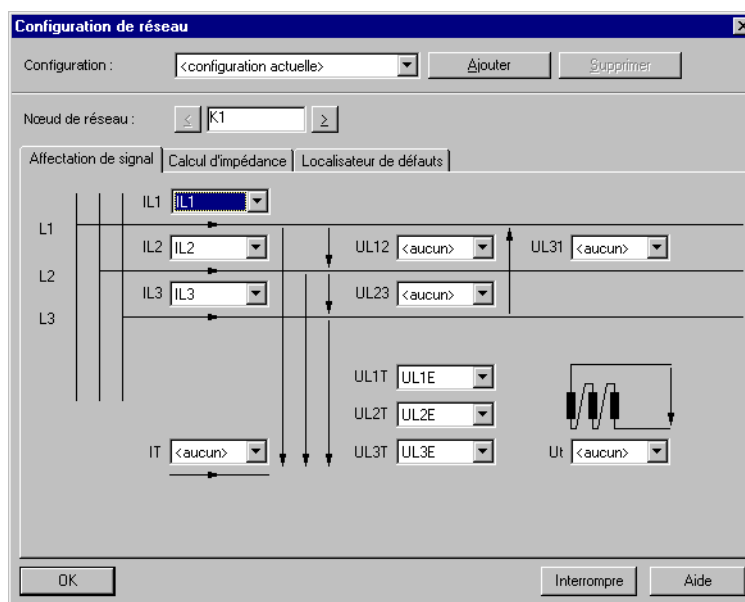 Configuration de réseau
Configuration : <configuration actuelle> Ajouter Supprimer
Nœud de réseau : < K1 >
Affectation de signal Calcul d'impédance Localisateur de défauts
IL1 IL1
L1
IL2 IL2 UL12 <aucun> UL31 <aucun>
L2
IL3 IL3 UL23 <aucun>
L3
UL1T UL1E
UL2T UL2E
IT <aucun> UL3T UL3E Ut <aucun>
OK Interrompre Aide